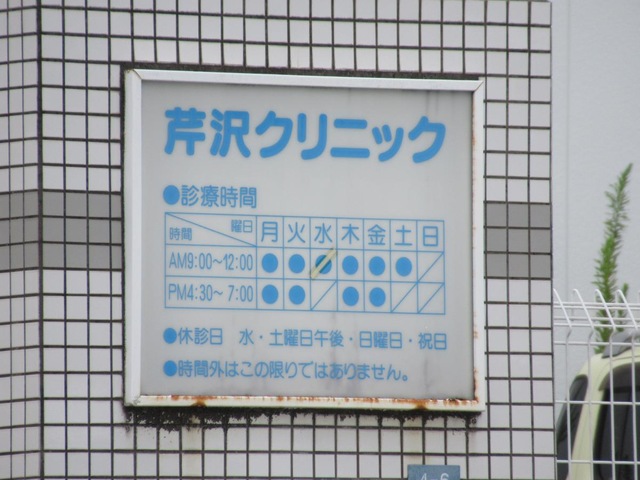 芹沢クリニック
●診療時間
時間 曜日 月 火 水 木 金 土 日
AM9:00〜12:00 ● ● ● ● ● ● ／
PM4:30〜7:00 ● ● ／ ● ● ／ ／
●休診日 水・土曜日午後・日曜日・祝日
●時間外はこの限りではありません。
4-6